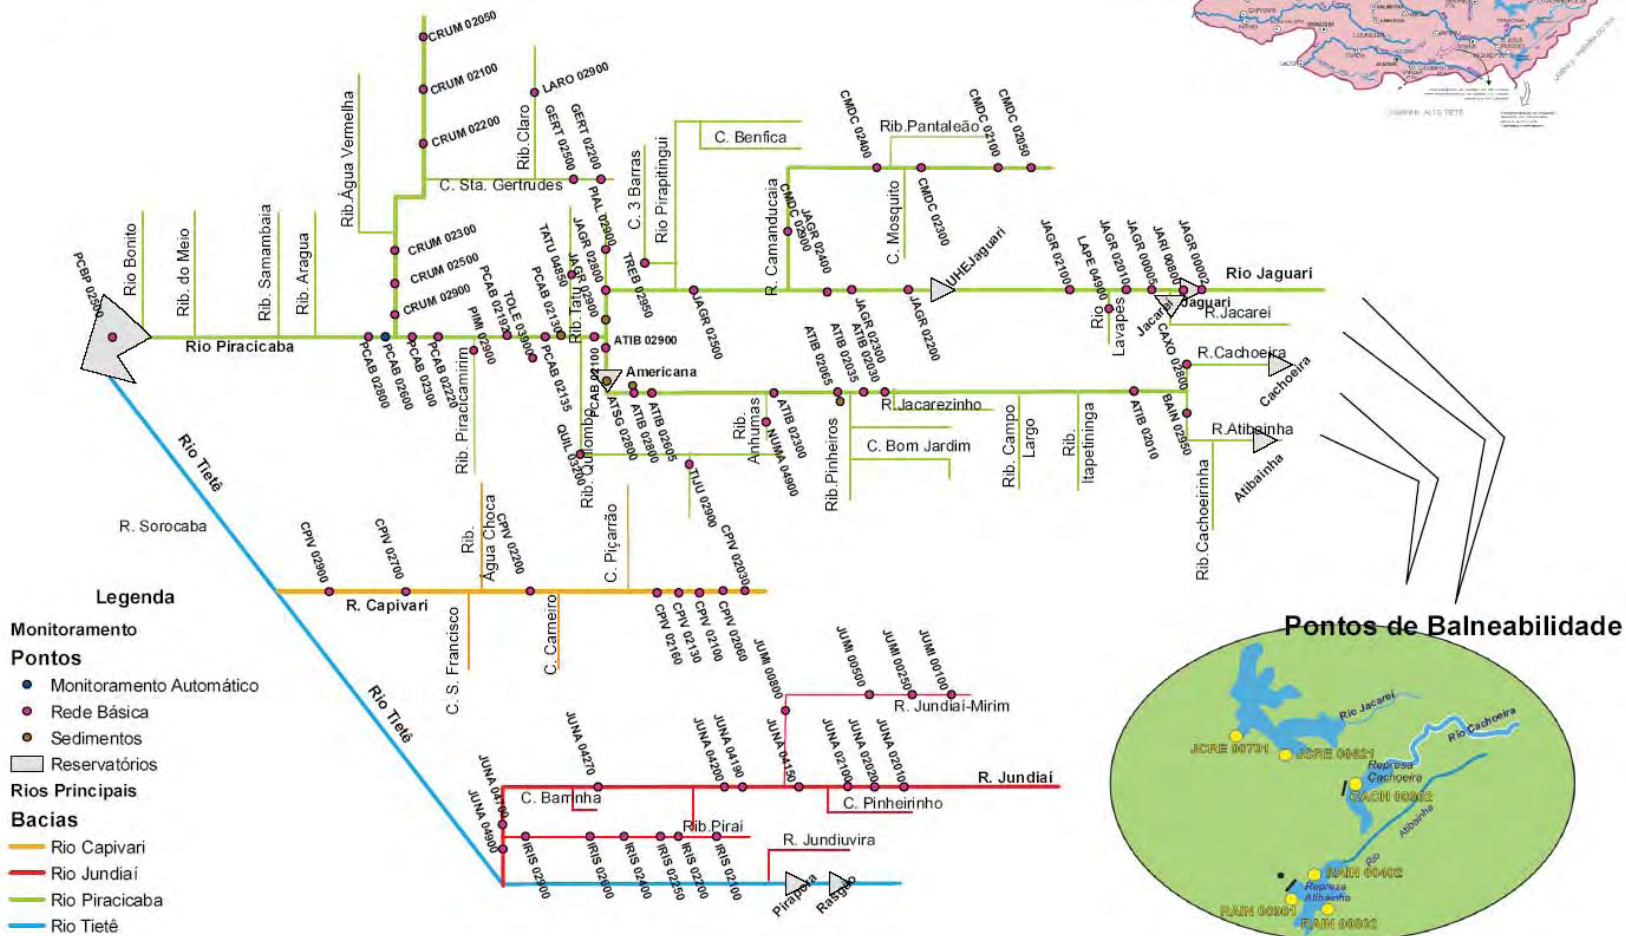 CRUM 02050
CRUM 02100
CRUM 02200
CRUM 02300
CRUM 02500
CRUM 02900
Rib.Água Vermelha
Rib.Claro
LARO 02900
GERT 02500
GERT 02200
C. Sta. Gertrudes
PCBP 02500
Rio Bonito
Rib. do Meio
Rib. Samambaia
Rib. Aragua
Rio Piracicaba
PCAB 02800
PCAB 02600
PCAB 02300
PCAB 02220
PIMI 02900
PCAB 02192
TOLE 03900
PCAB 02130
PCAB 02135
Rib. Piracicamirim
TATU 04850
Rib.Tatu
PIAL 02900
JAGR 02800
JAGR 02900
TREB 02950
C. 3 Barras
Rio Pirapitingui
C. Benfica
JAGR 02500
R. Camanducaia
CMDC 02900
JAGR 02400
CMDC 02400
Rib.Pantaleão
CMDC 02100
CMDC 02050
C. Mosquito
CMDC 02300
JAGR 02300
JAGR 02200
UHEJaguari
JAGR 02100
LAPE 04900
Rio
Lavapés
JAGR 02010
JAGR 00005
JARI 00800
JAGR 00002
Rio Jaguari
Jaguari
Jacareí
R.Jacarei
ATIB 02900
Americana
PCAB 02100
ATSG 02800
ATIB 02800
ATIB 02605
QUIL 03200
Rib. Quilombo
TIJU 02900
Rib.
Anhumas
ATIB 02300
NUMA 04900
ATIB 02065
ATIB 02035
ATIB 02030
R.Jacarezinho
Rib.Pinheiros
C. Bom Jardim
Rib. Campo
Largo
Rib.
Itapetininga
ATIB 02010
CAXO 02800
BAIN 02950
R.Cachoeira
Cachoeira
R.Atibainha
Atibainha
Rib.Cachoeirinha
Rio Tietê
R. Sorocaba
CPIV 02900
CPIV 02700
R. Capivari
Rib.
Água Choca
CPIV 02200
C. S. Francisco
C. Carneiro
C. Piçarrão
CPIV 02160
CPIV 02130
CPIV 02100
CPIV 02060
CPIV 02030
Rio Tietê
JUMI 00800
JUMI 00500
JUMI 00250
JUMI 00100
R. Jundiaí-Mirim
JUNA 04270
JUNA 04200
JUNA 04190
JUNA 04150
JUNA 02100
JUNA 02020
JUNA 02010
R. Jundiaí
JUNA 04700
JUNA 04900
C. Barrinha
C. Pinheirinho
Rib.Piraí
IRIS 02900
IRIS 02600
IRIS 02400
IRIS 02250
IRIS 02200
IRIS 02100
R. Jundiuvira
Pirapora
Rasgão
Legenda
Monitoramento
Pontos
Monitoramento Automático
Rede Básica
Sedimentos
Reservatórios
Rios Principais
Bacias
Rio Capivari
Rio Jundiaí
Rio Piracicaba
Rio Tietê
Pontos de Balneabilidade
Rio Jacareí
Rio Cachoeira
JCRE 00701
JCRE 00521
Represa
Cachoeira
CACH 00902
Rio
Atibainha
RAIN 00402
Represa
Atibainha
RAIN 00901
RAIN 00802